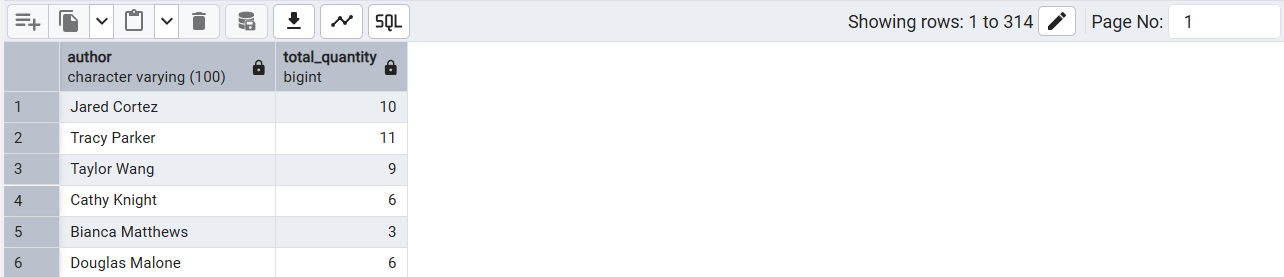 SQL Showing rows: 1 to 314 Page No: 1
author total_quantity
character varying (100) bigint
1 Jared Cortez 10
2 Tracy Parker 11
3 Taylor Wang 9
4 Cathy Knight 6
5 Bianca Matthews 3
6 Douglas Malone 6